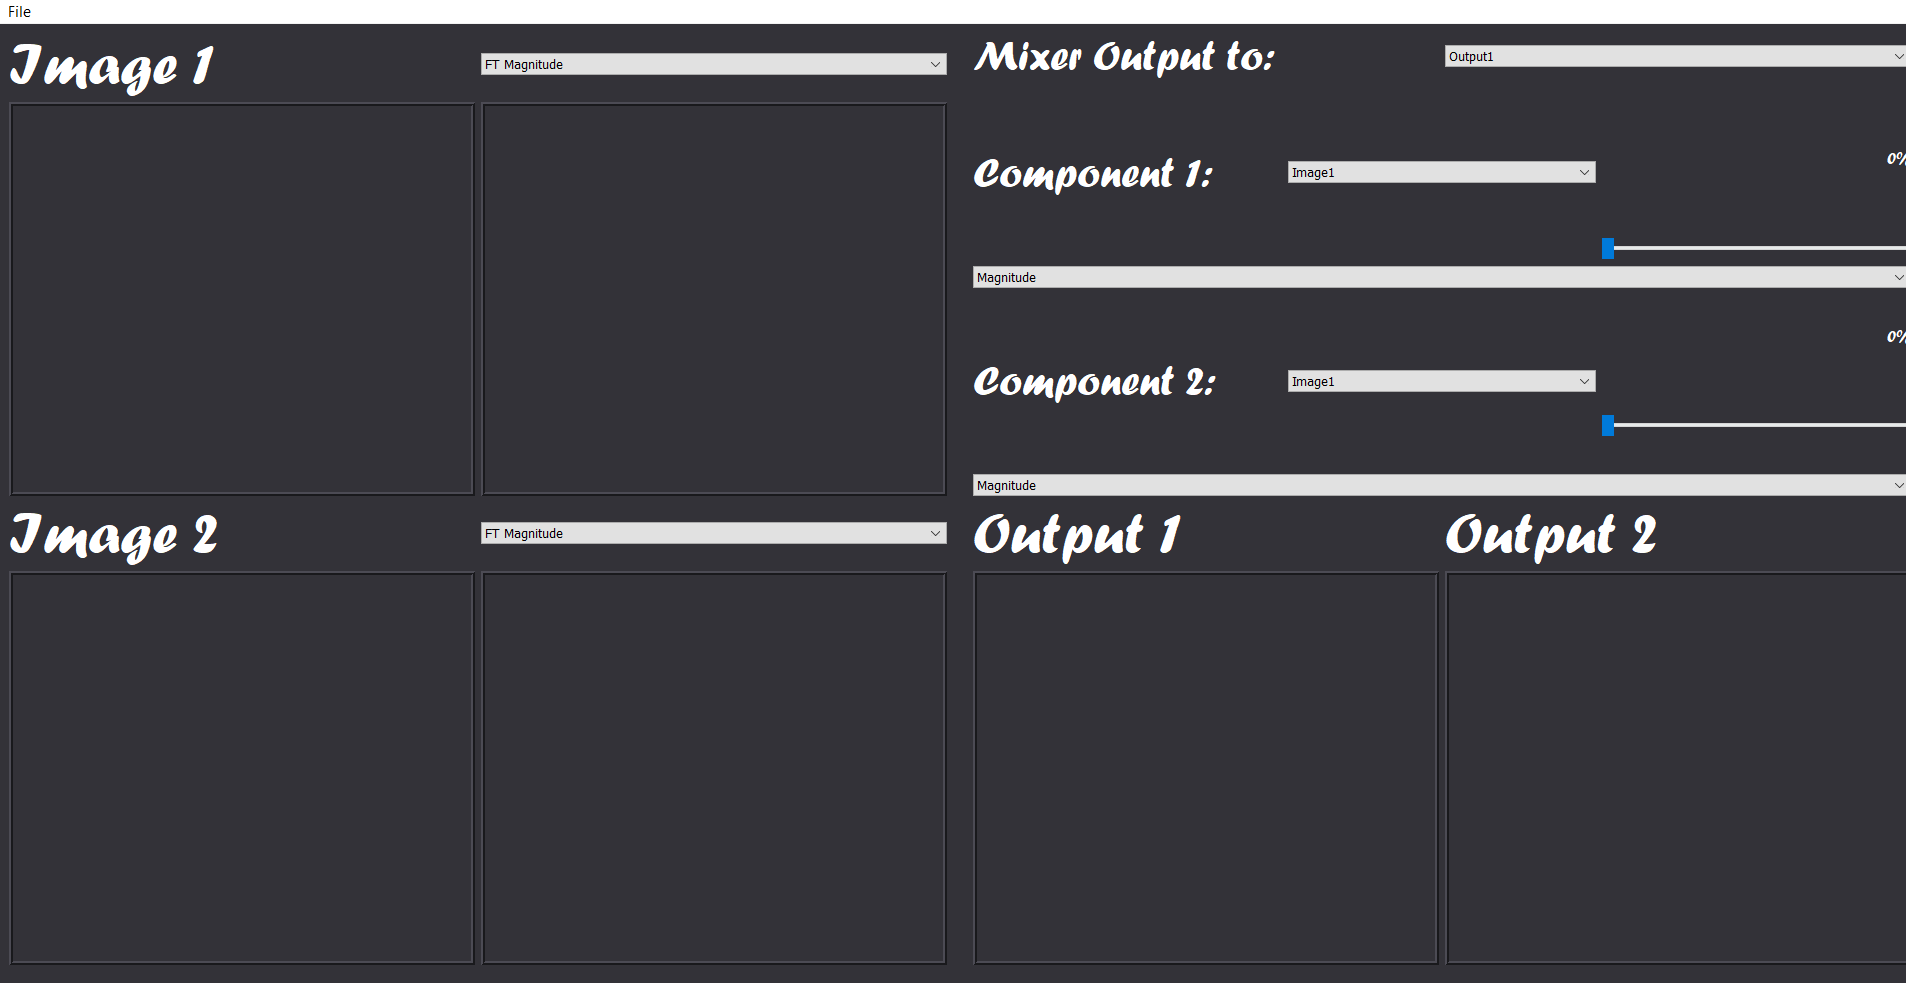 File
Image 1
FT Magnitude
Mixer Output to:
Output1
Component 1:
Image1
0%
Magnitude
0%
Component 2:
Image1
Magnitude
Image 2
FT Magnitude
Output 1
Output 2